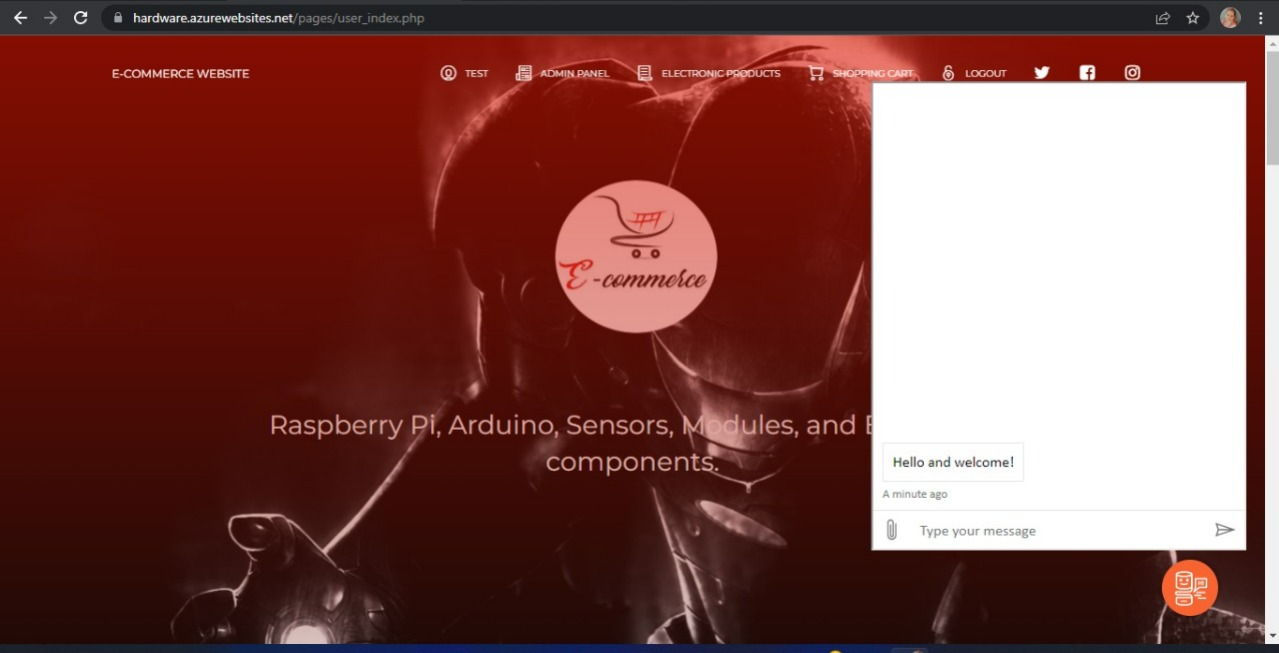 hardware.azurewebsites.net/pages/user_index.php
E-COMMERCE WEBSITE
TEST
ADMIN PANEL
ELECTRONIC PRODUCTS
SHOPPING CART
LOGOUT
E-commerce
Raspberry Pi, Arduino, Sensors, Modules, and
components.
Hello and welcome!
A minute ago
Type your message